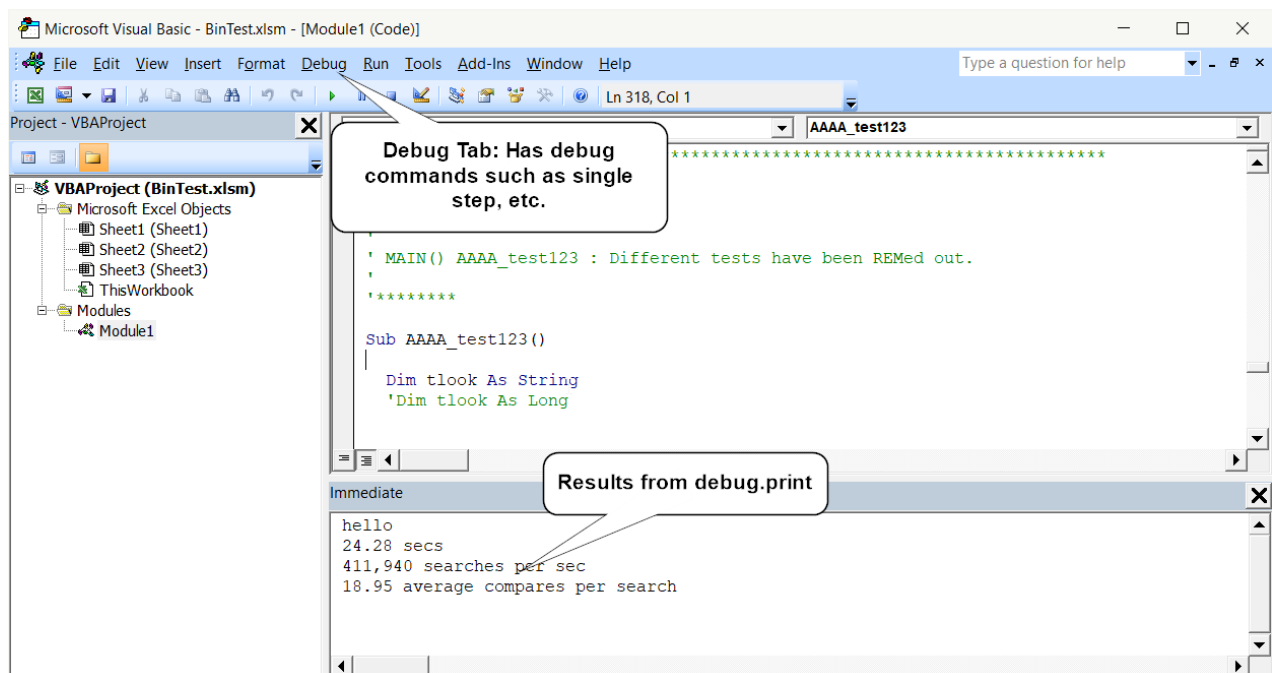 Microsoft Visual Basic - BinTest.xlsm - [Module1 (Code)]
File Edit View Insert Format Debug Run Tools Add-Ins Window Help
Type a question for help
Ln 318, Col 1
Project - VBAProject
VBAProject (BinTest.xlsm)
Microsoft Excel Objects
Sheet1 (Sheet1)
Sheet2 (Sheet2)
Sheet3 (Sheet3)
ThisWorkbook
Modules
Module1
AAAA_test123
Debug Tab: Has debug
commands such as single
step, etc.
*******************************************
'
' MAIN() AAAA_test123 : Different tests have been REMed out.
'
'********
Sub AAAA_test123()
Dim tlook As String
'Dim tlook As Long
Results from debug.print
Immediate
hello
24.28 secs
411,940 searches per sec
18.95 average compares per search